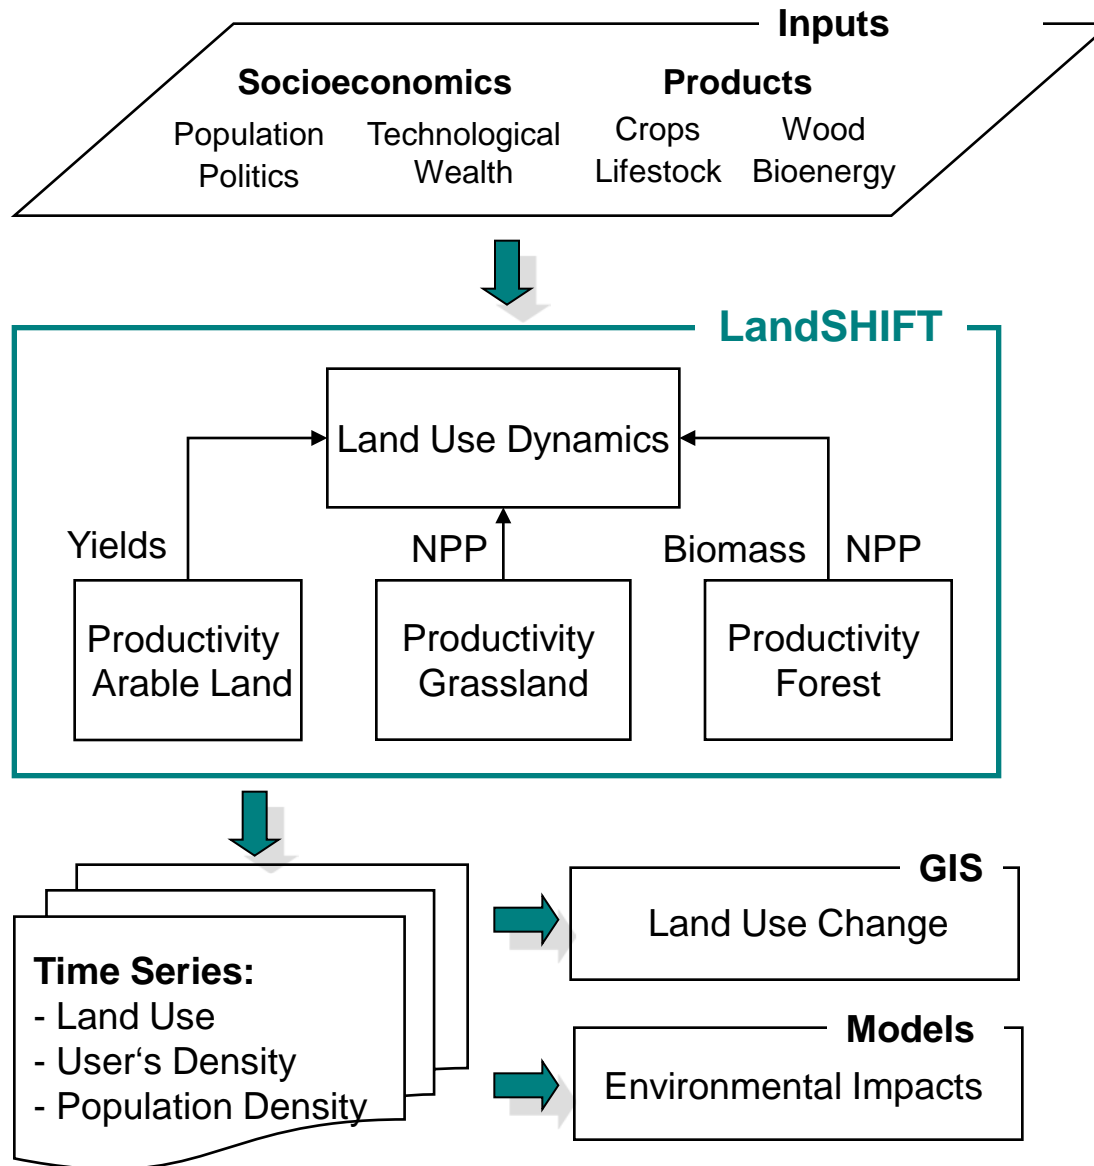 Inputs
Socioeconomics
Products
Population
Politics
Technological
Wealth
Crops
Lifestock
Wood
Bioenergy
LandSHIFT
Land Use Dynamics
Yields
NPP
Biomass
NPP
Productivity
Arable Land
Productivity
Grassland
Productivity
Forest
Time Series:
- Land Use
- User‘s Density
- Population Density
GIS
Land Use Change
Models
Environmental Impacts